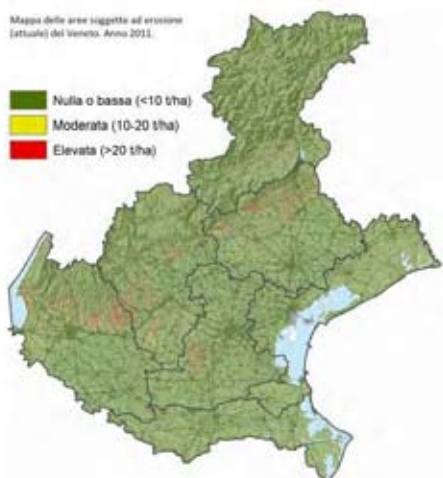 Mappa delle aree soggette ad erosione
(attuale) del Veneto. Anno 2011.
Nulla o bassa (<10 t/ha)
Moderata (10-20 t/ha)
Elevata (>20 t/ha)